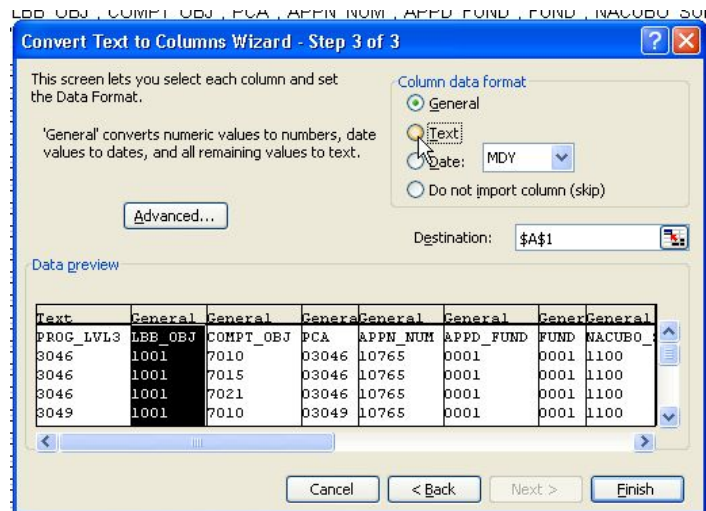 LBB_OBJ , COMPT_OBJ , PCA , APPN_NUM , APPD_FUND , FUND , NACUBO_SU
Convert Text to Columns Wizard - Step 3 of 3
This screen lets you select each column and set
the Data Format.
'General' converts numeric values to numbers, date
values to dates, and all remaining values to text.
Advanced...
Column data format
General
Text
Date: MDY
Do not import column (skip)
Destination: $A$1
Data preview
Text General General Genera General General Gener General
PROG_LVL3 LBB_OBJ COMPT_OBJ PCA APPN_NUM APPD_FUND FUND NACUBO_
3046 1001 7010 03046 10765 0001 0001 1100
3046 1001 7015 03046 10765 0001 0001 1100
3046 1001 7021 03046 10765 0001 0001 1100
3049 1001 7010 03049 10765 0001 0001 1100
Cancel < Back Next > Finish